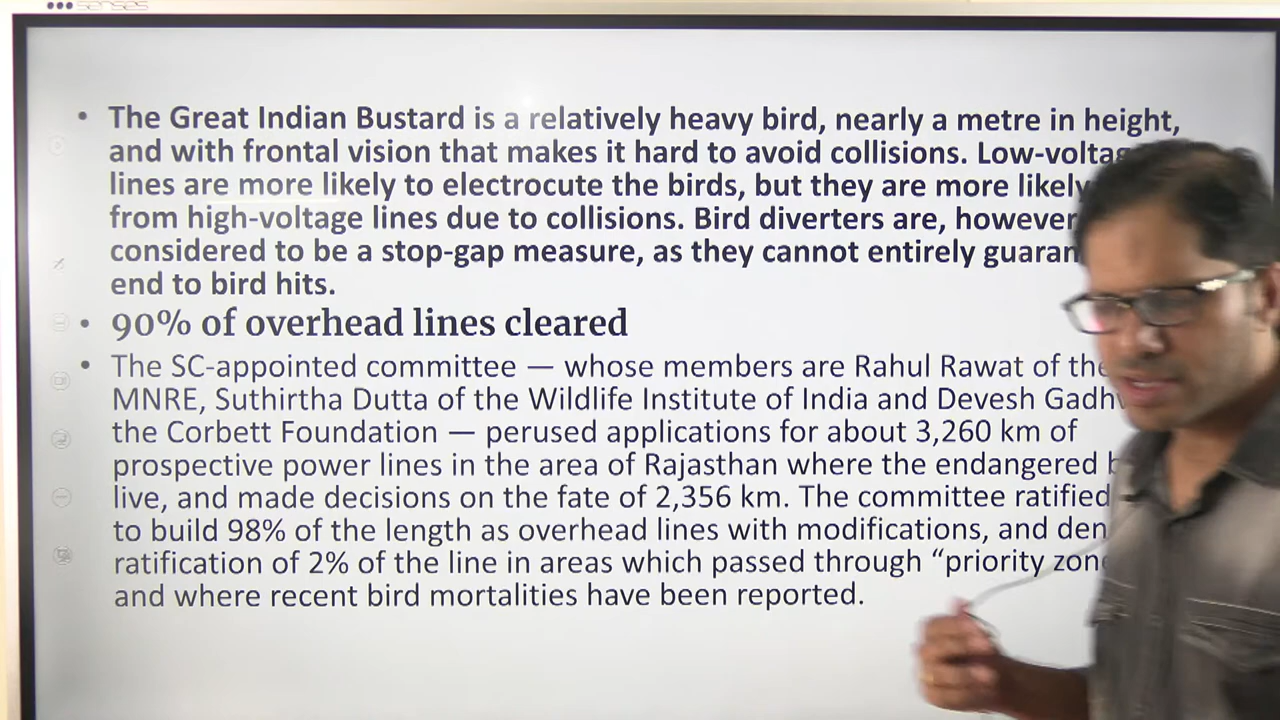 The Great Indian Bustard is a relatively heavy bird, nearly a metre in height,
and with frontal vision that makes it hard to avoid collisions.
lines are more likely to electrocute the birds, but they are more likely
from high-voltage lines due to collisions. Bird diverters are, however
considered to be a stop-gap measure, as they cannot entirely
end to bird hits.
90% of overhead lines cleared
The SC-appointed committee — whose members are Rahul Rawat of the
MNRE, Suthirtha Dutta of the Wildlife Institute of India and Devesh
the Corbett Foundation — perused applications for about 3,260 km of
prospective power lines in the area of Rajasthan where the endangered
live, and made decisions on the fate of 2,356 km. The committee ratified
to build 98% of the length as overhead lines with modifications, and
ratification of 2% of the line in areas which passed through “priority
and where recent bird mortalities have been reported.